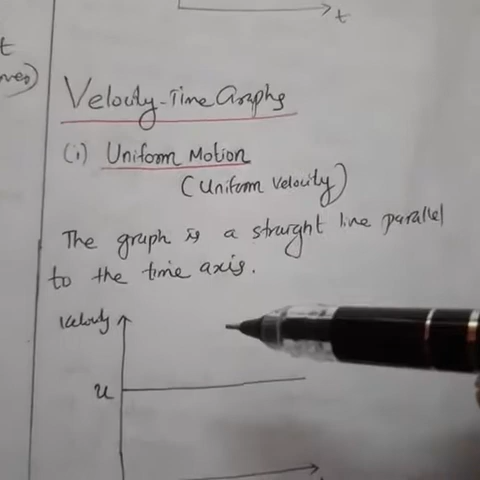 t
t
Velocity-Time Graphs
(i) Uniform Motion
(Uniform velocity)
The graph is a straight line parallel
to the time axis.
Velocity
u